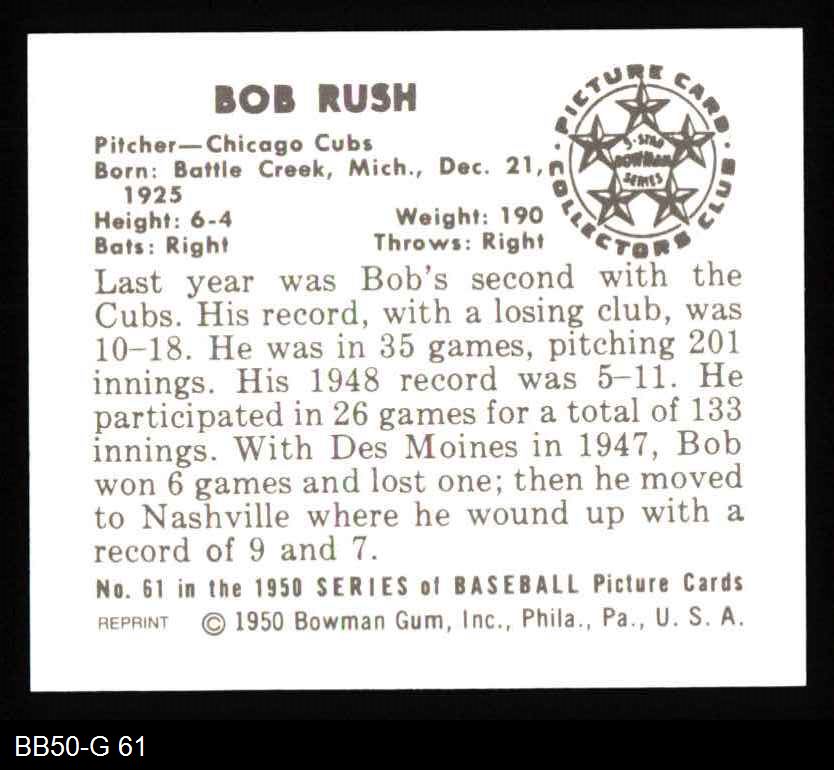 BOB RUSH
Pitcher—Chicago Cubs
Born: Battle Creek, Mich., Dec. 21,
1925
Height: 6-4 Weight: 190
Bats: Right Throws: Right
PICTURE CARD
COLLECTORS CLUB
5-STAR
BOWMAN
SERIES
Last year was Bob's second with the
Cubs. His record, with a losing club, was
10–18. He was in 35 games, pitching 201
innings. His 1948 record was 5–11. He
participated in 26 games for a total of 133
innings. With Des Moines in 1947, Bob
won 6 games and lost one; then he moved
to Nashville where he wound up with a
record of 9 and 7.
No. 61 in the 1950 SERIES of BASEBALL Picture Cards
REPRINT © 1950 Bowman Gum, Inc., Phila., Pa., U. S. A.
BB50-G 61